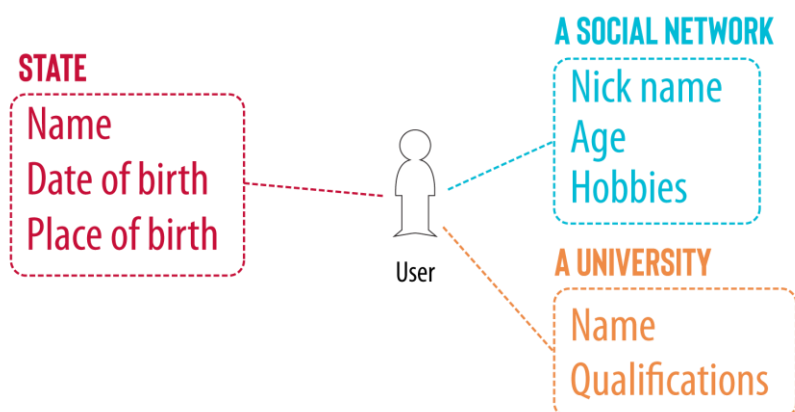 STATE
Name
Date of birth
Place of birth
User
A SOCIAL NETWORK
Nick name
Age
Hobbies
A UNIVERSITY
Name
Qualifications